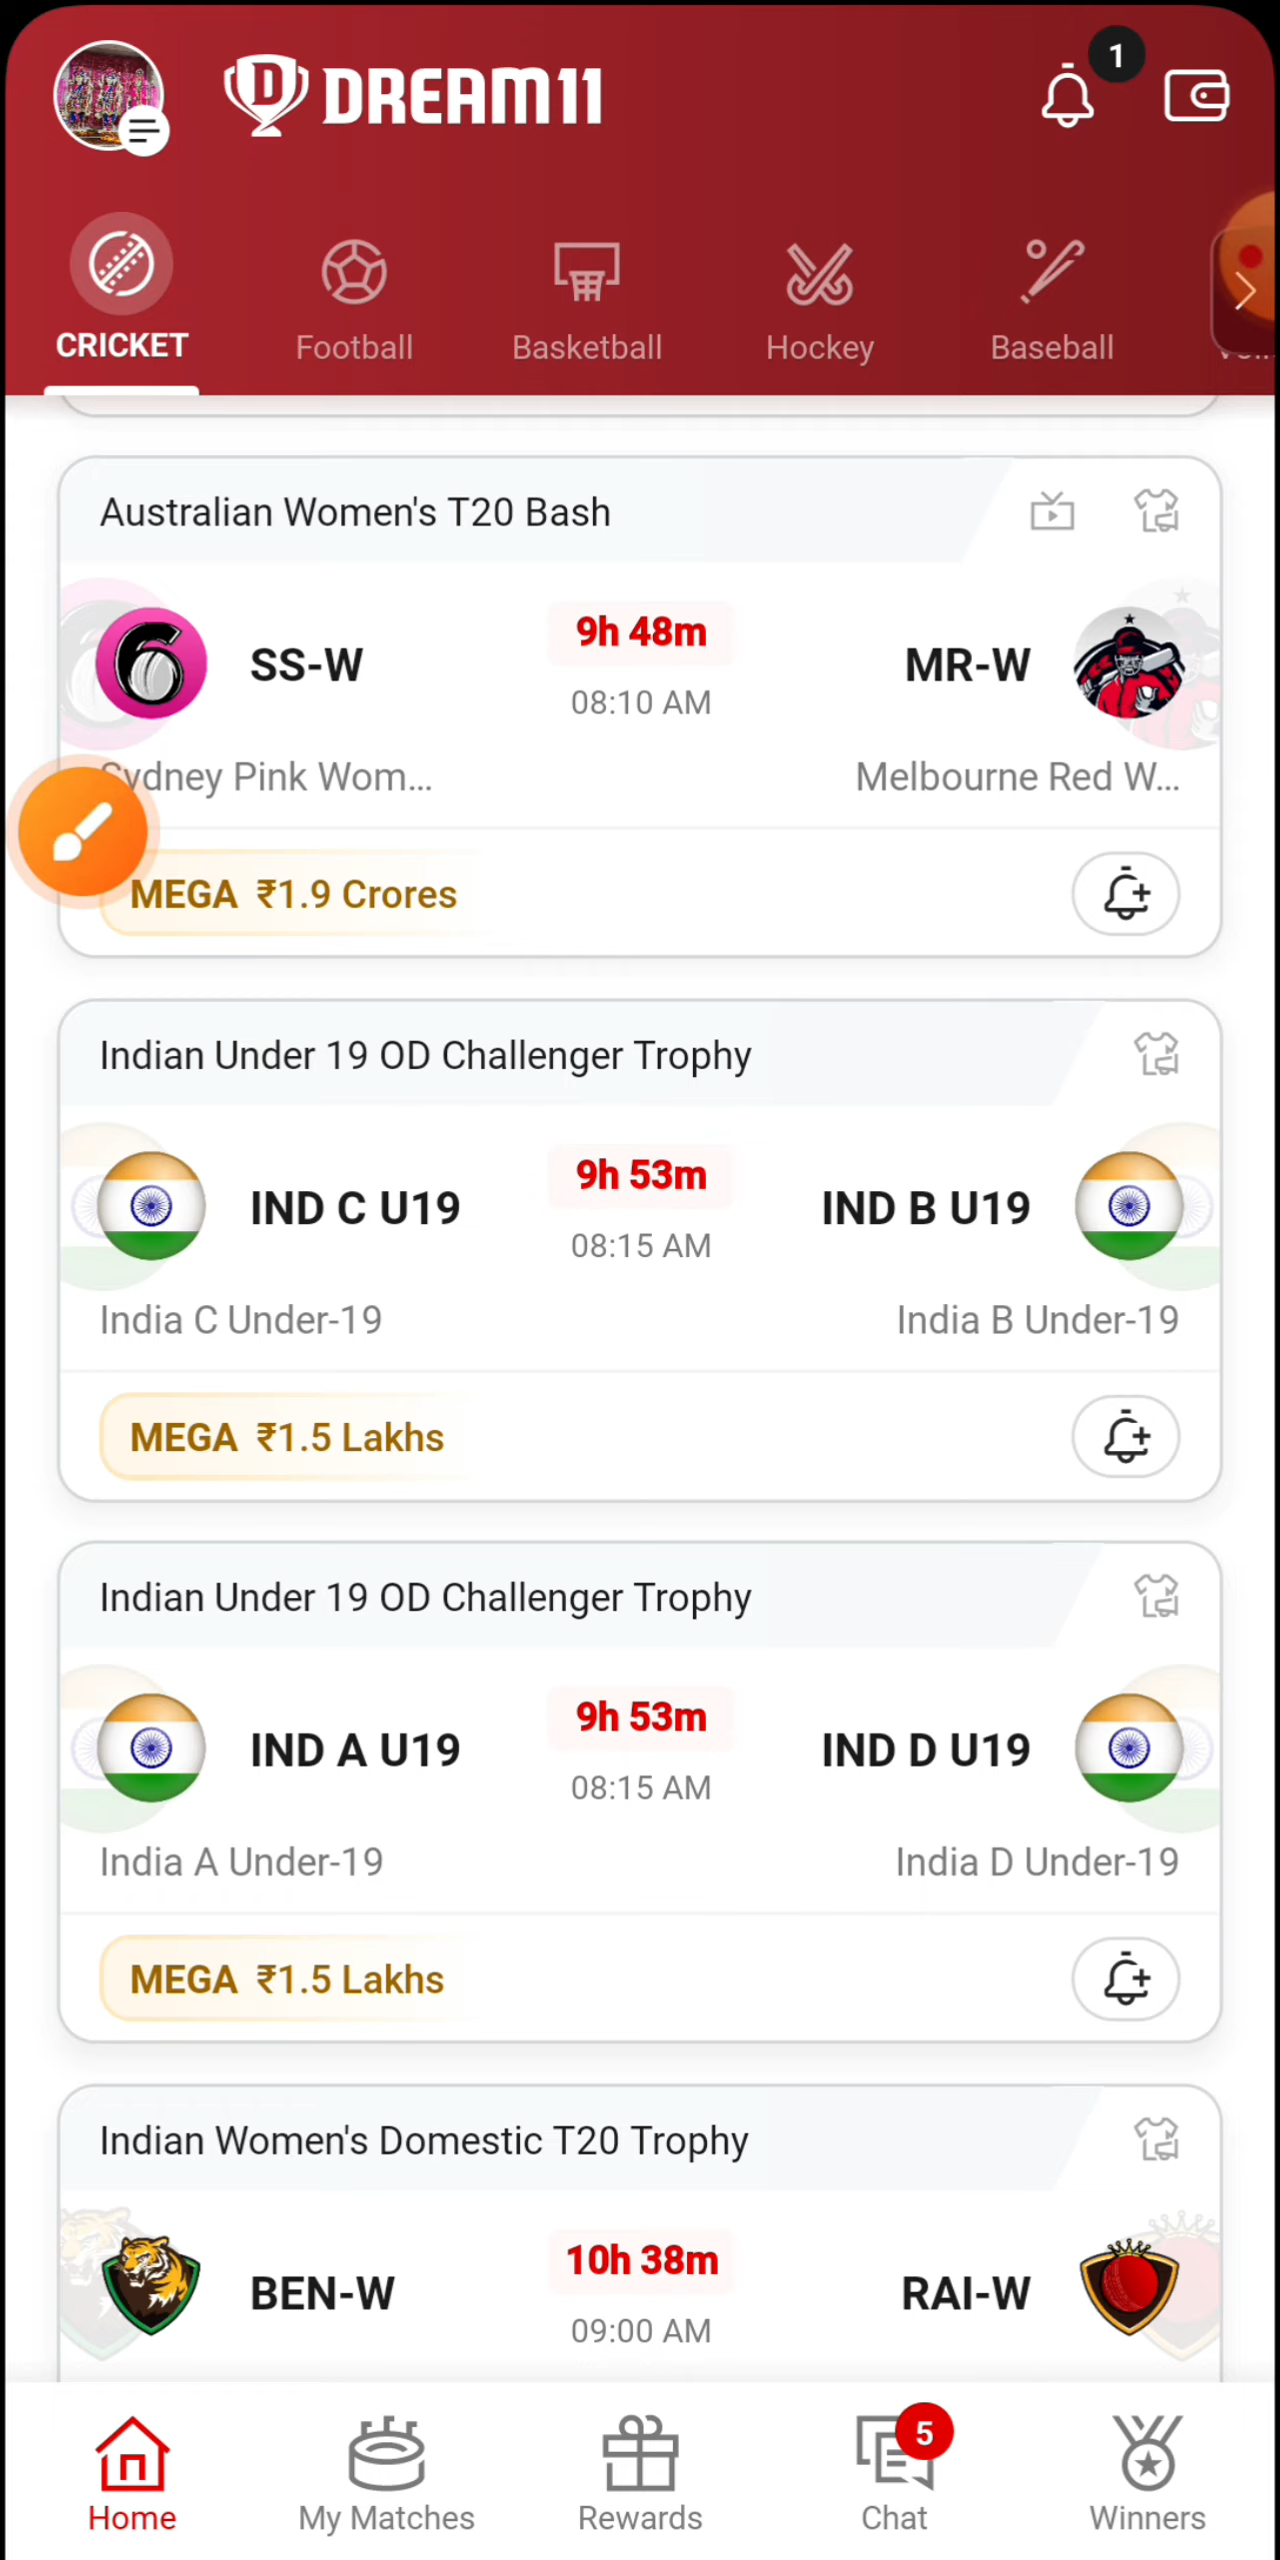 DREAM11
1
CRICKET
Football
Basketball
Hockey
Baseball
Australian Women's T20 Bash
SS-W
9h 48m
MR-W
08:10 AM
Sydney Pink Wom...
Melbourne Red W...
MEGA ₹1.9 Crores
Indian Under 19 OD Challenger Trophy
IND C U19
9h 53m
IND B U19
08:15 AM
India C Under-19
India B Under-19
MEGA ₹1.5 Lakhs
Indian Under 19 OD Challenger Trophy
IND A U19
9h 53m
IND D U19
08:15 AM
India A Under-19
India D Under-19
MEGA ₹1.5 Lakhs
Indian Women's Domestic T20 Trophy
BEN-W
10h 38m
RAI-W
09:00 AM
Home
My Matches
Rewards
5
Chat
Winners